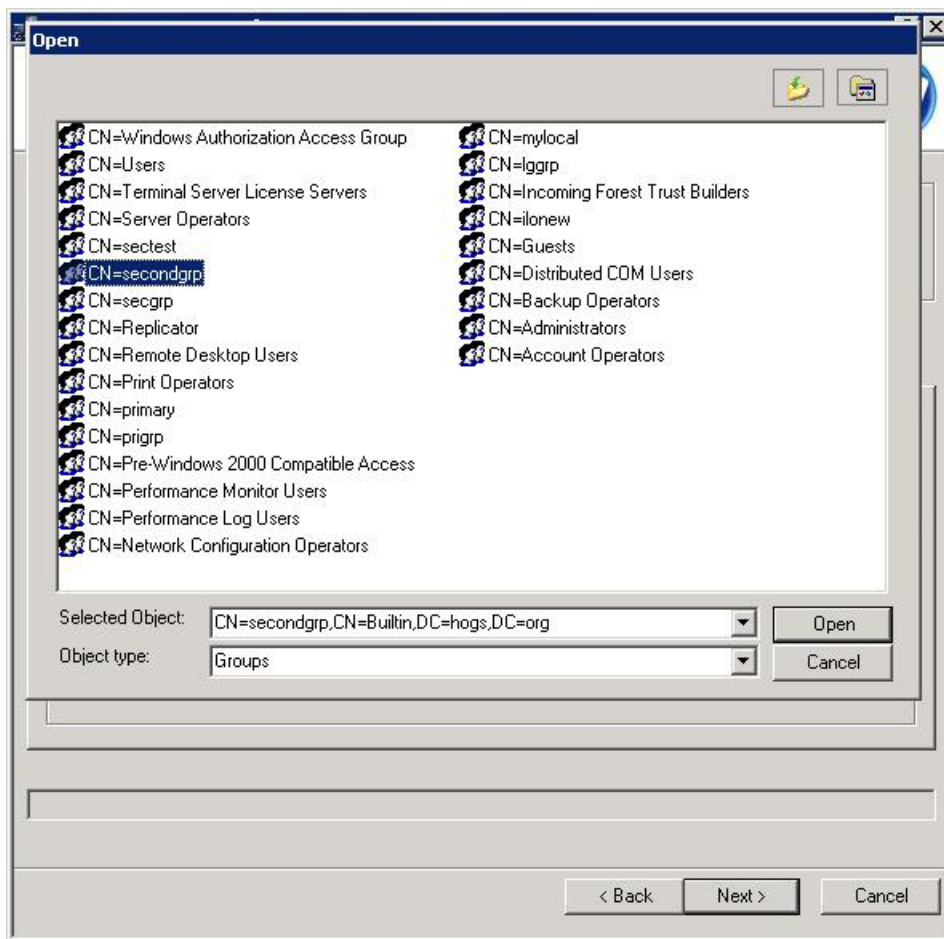 Open
CN=Windows Authorization Access Group
CN=Users
CN=Terminal Server License Servers
CN=Server Operators
CN=sectest
CN=secondgrp
CN=secgrp
CN=Replicator
CN=Remote Desktop Users
CN=Print Operators
CN=primary
CN=prigrp
CN=Pre-Windows 2000 Compatible Access
CN=Performance Monitor Users
CN=Performance Log Users
CN=Network Configuration Operators
CN=mylocal
CN=lggrp
CN=Incoming Forest Trust Builders
CN=ilonew
CN=Guests
CN=Distributed COM Users
CN=Backup Operators
CN=Administrators
CN=Account Operators
Selected Object: CN=secondgrp,CN=Builtin,DC=hogs,DC=org Open
Object type: Groups Cancel
< Back Next > Cancel